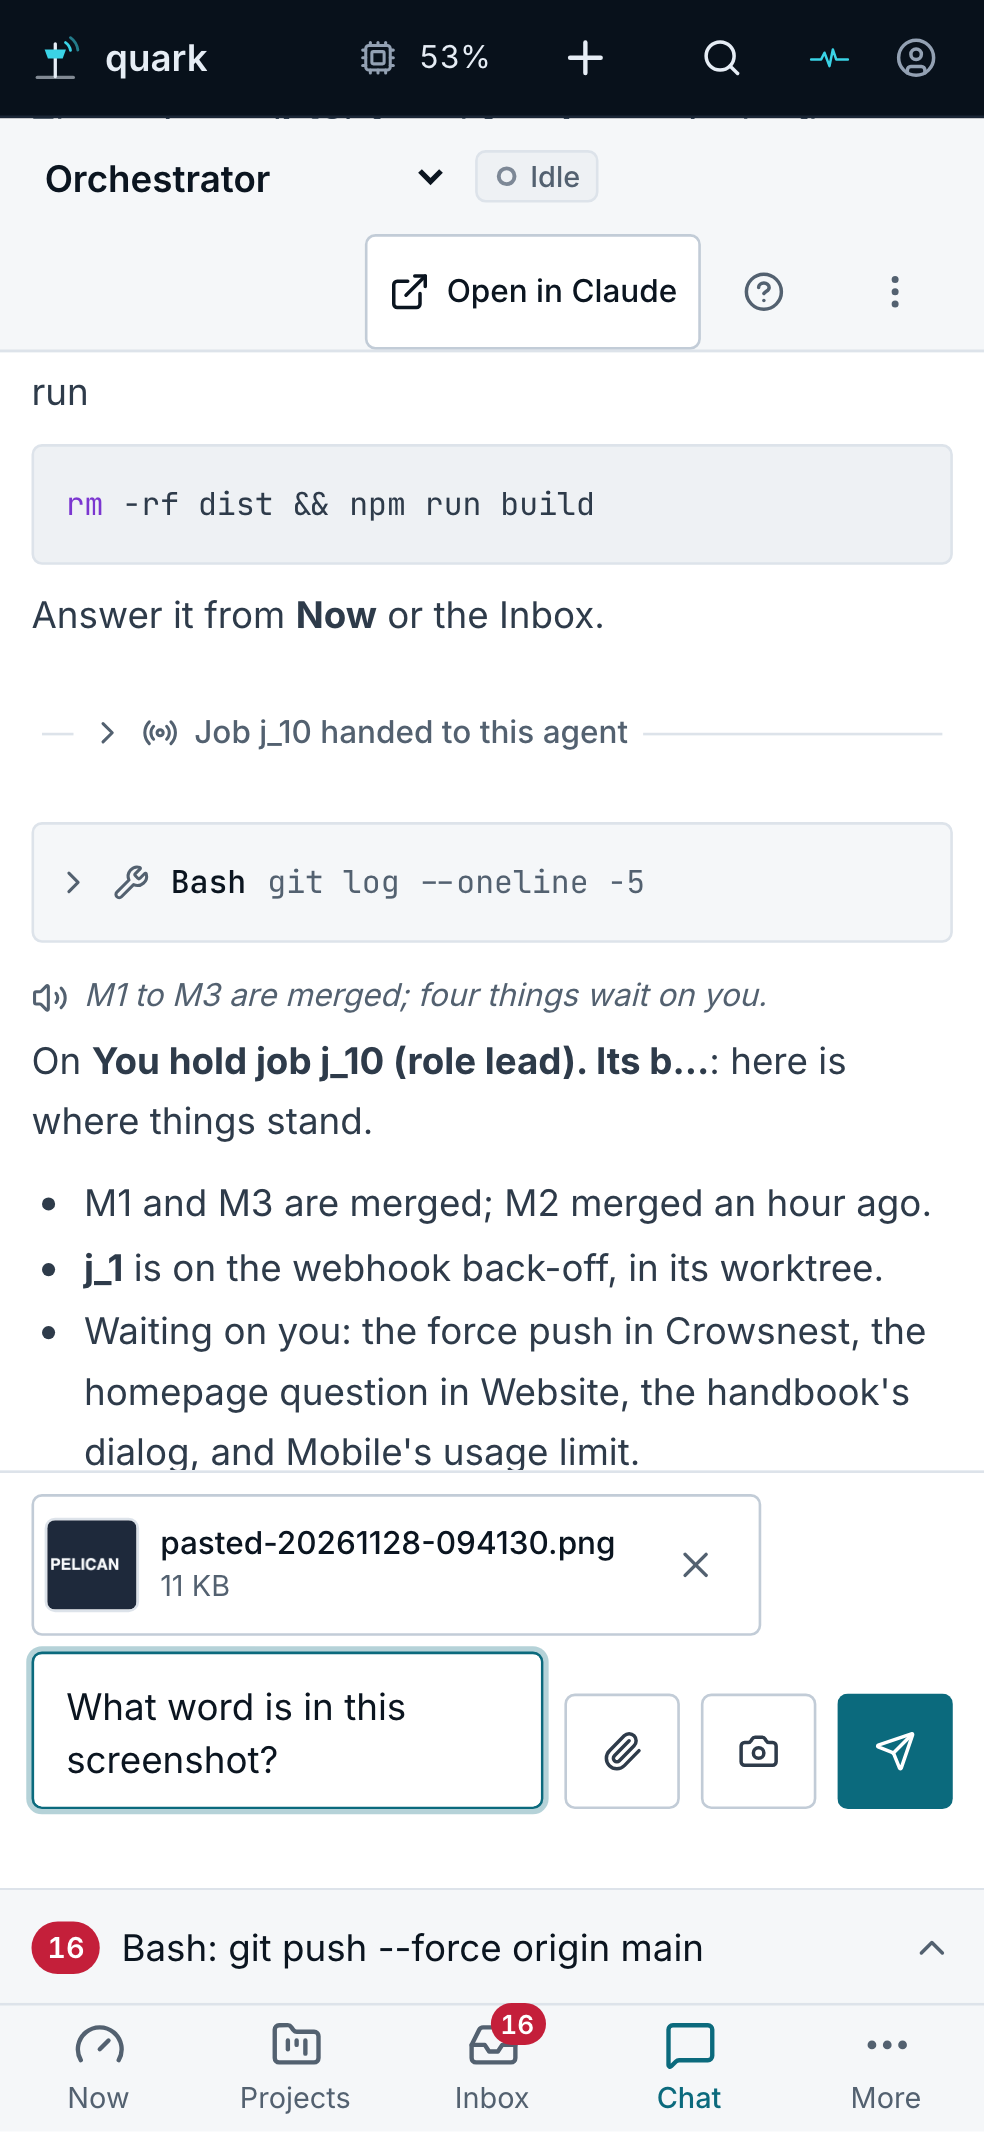 quark
53%
Orchestrator
Idle
Open in Claude
run
rm -rf dist && npm run build
Answer it from Now or the Inbox.
Job j_10 handed to this agent
Bash git log --oneline -5
M1 to M3 are merged; four things wait on you.
On You hold job j_10 (role lead). Its b...: here is
where things stand.
M1 and M3 are merged; M2 merged an hour ago.
j_1 is on the webhook back-off, in its worktree.
Waiting on you: the force push in Crowsnest, the
homepage question in Website, the handbook's
dialog, and Mobile's usage limit.
PELICAN
pasted-20261128-094130.png
11 KB
What word is in this
screenshot?
16 Bash: git push --force origin main
16
Now Projects Inbox Chat More